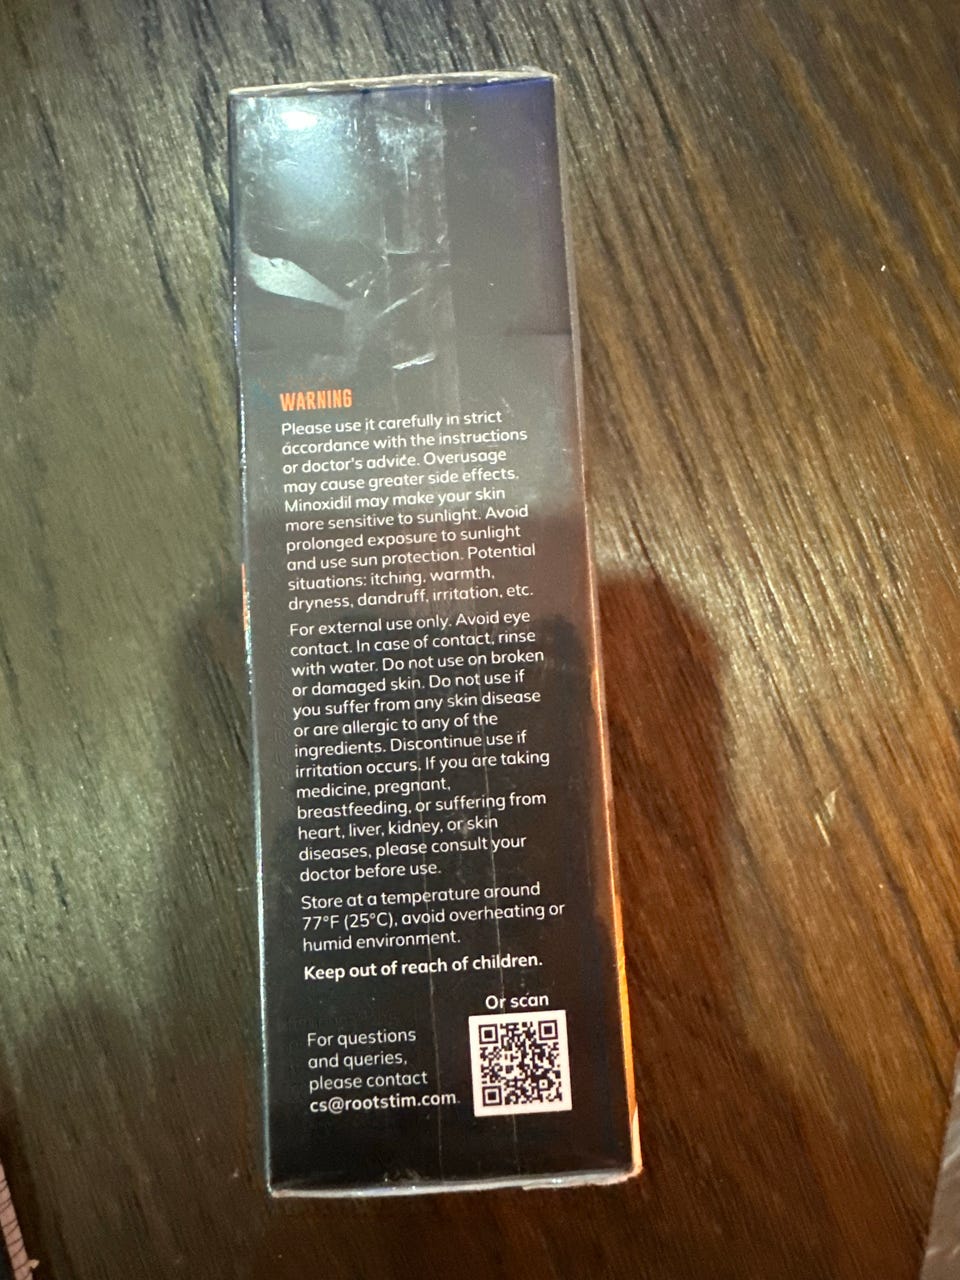 WARNING
Please use it carefully in strict
accordance with the instructions
or doctor's advice. Overusage
may cause greater side effects.
Minoxidil may make your skin
more sensitive to sunlight. Avoid
prolonged exposure to sunlight
and use sun protection. Potential
situations: itching, warmth,
dryness, dandruff, irritation, etc.
For external use only. Avoid eye
contact. In case of contact, rinse
with water. Do not use on broken
or damaged skin. Do not use if
you suffer from any skin disease
or are allergic to any of the
ingredients. Discontinue use if
irritation occurs. If you are taking
medicine, pregnant,
breastfeeding, or suffering from
heart, liver, kidney, or skin
diseases, please consult your
doctor before use.
Store at a temperature around
77°F (25°C), avoid overheating or
humid environment.
Keep out of reach of children.
For questions
and queries,
please contact
cs@rootstim.com.
Or scan